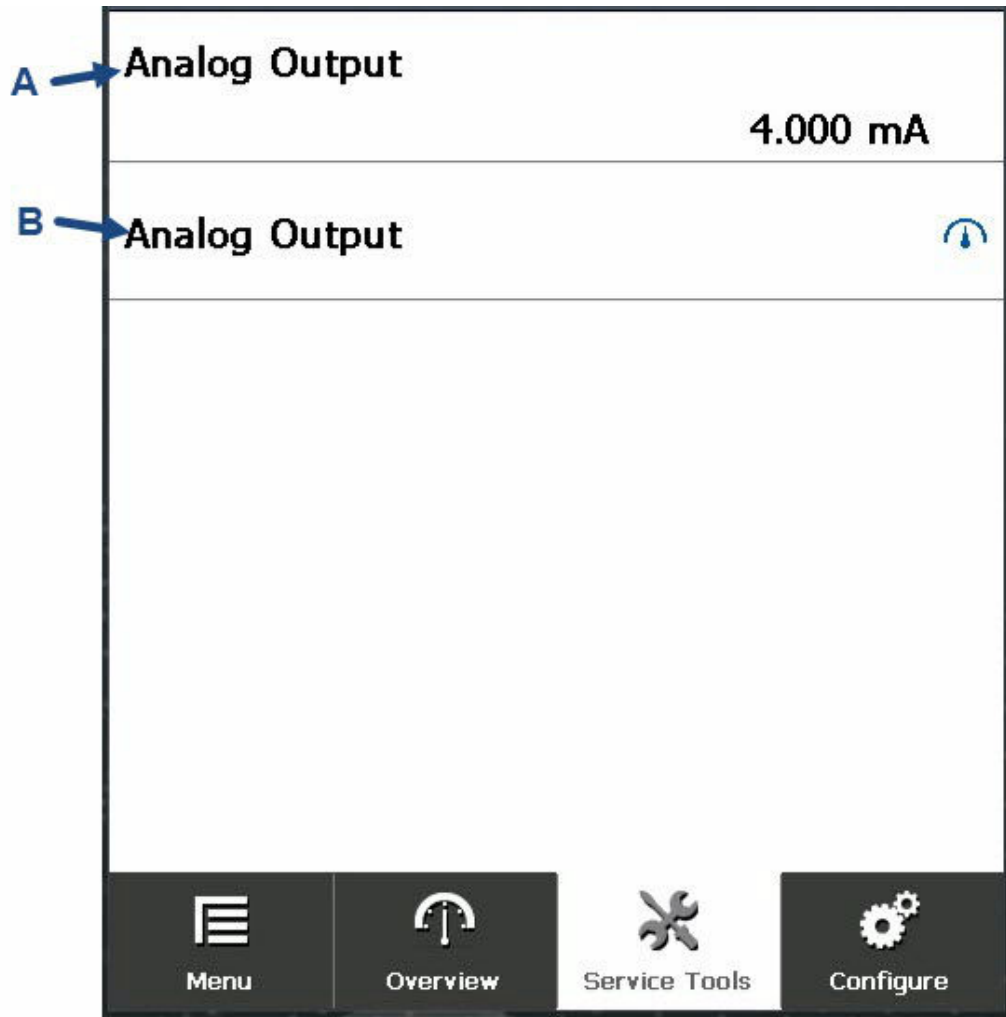 A
Analog Output
4.000 mA
B
Analog Output
Menu
Overview
Service Tools
Configure